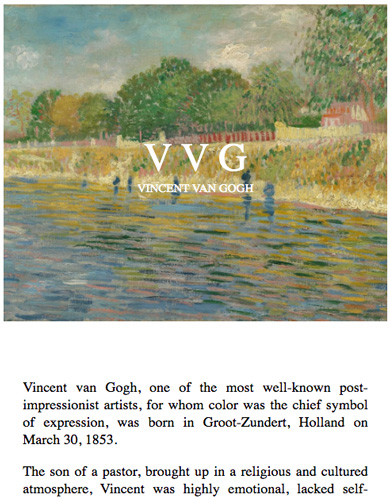 V V G
VINCENT VAN GOGH
Vincent van Gogh, one of the most well-known post-
impressionist artists, for whom color was the chief symbol
of expression, was born in Groot-Zundert, Holland on
March 30, 1853.
The son of a pastor, brought up in a religious and cultured
atmosphere, Vincent was highly emotional, lacked self-